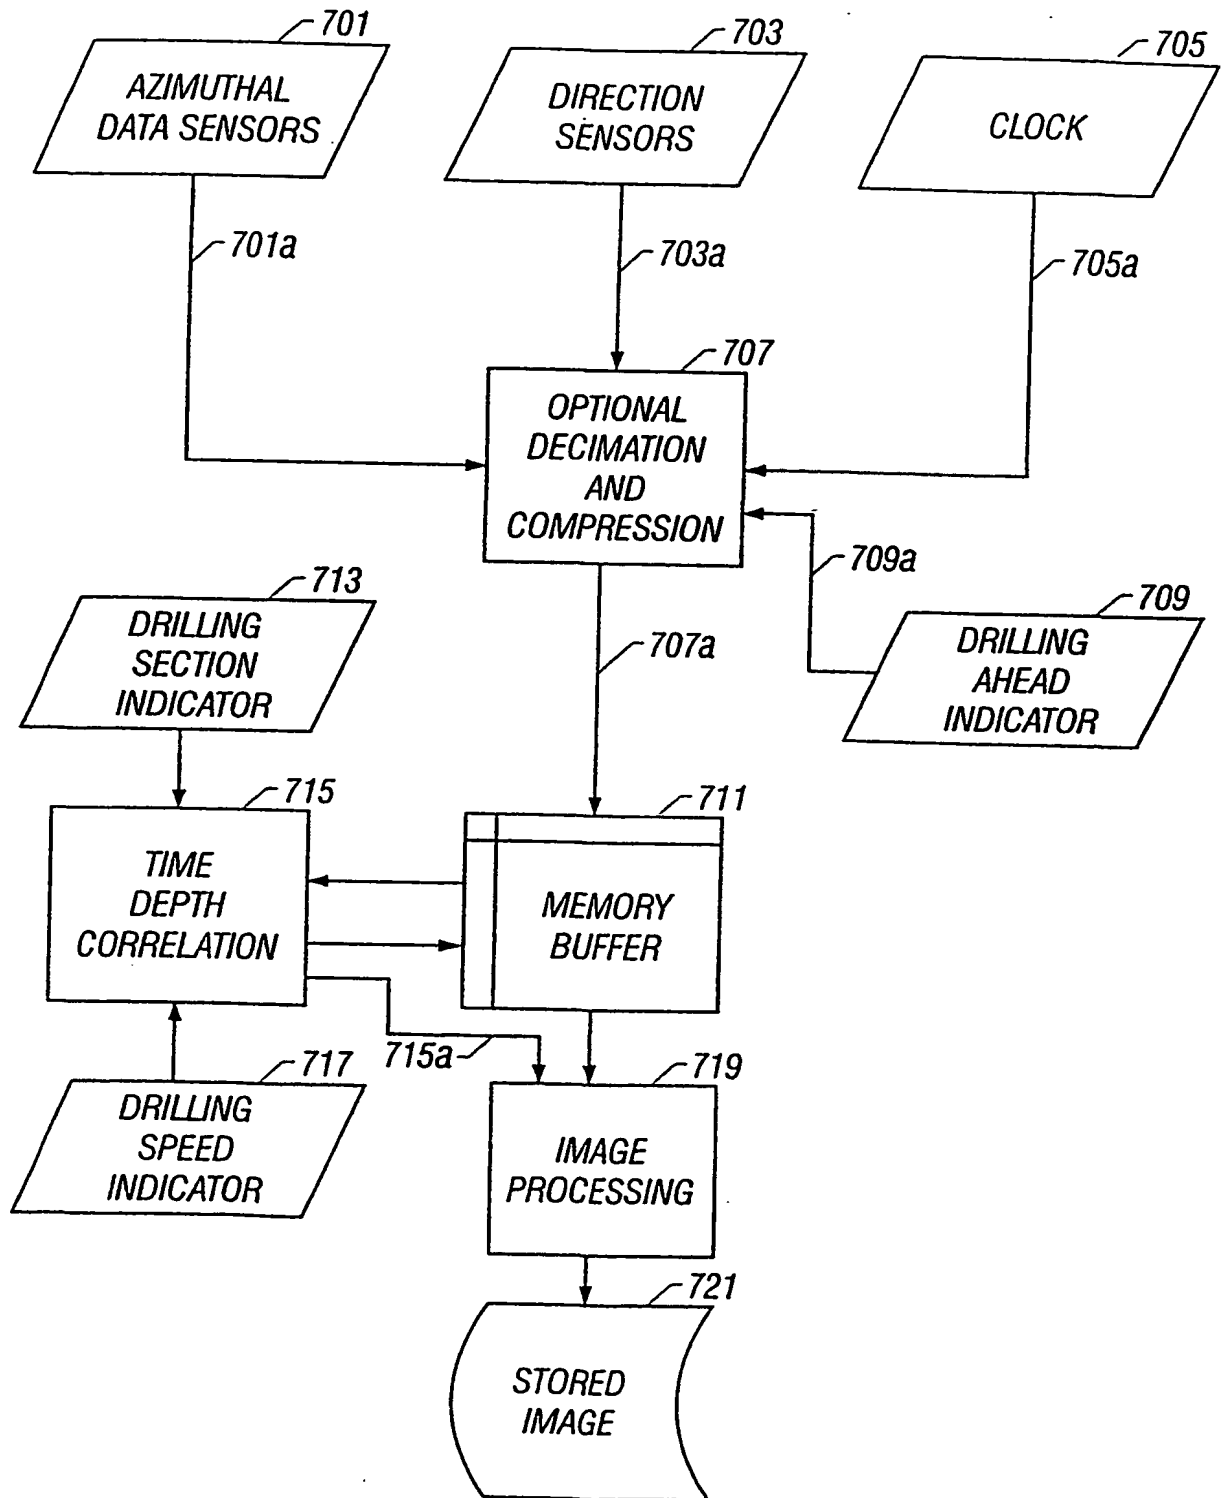 701
AZIMUTHAL
DATA SENSORS
703
DIRECTION
SENSORS
705
CLOCK
701a
703a
705a
707
OPTIONAL
DECIMATION
AND
COMPRESSION
709a
709
DRILLING
AHEAD
INDICATOR
707a
713
DRILLING
SECTION
INDICATOR
715
TIME
DEPTH
CORRELATION
711
MEMORY
BUFFER
715a
717
DRILLING
SPEED
INDICATOR
719
IMAGE
PROCESSING
721
STORED
IMAGE